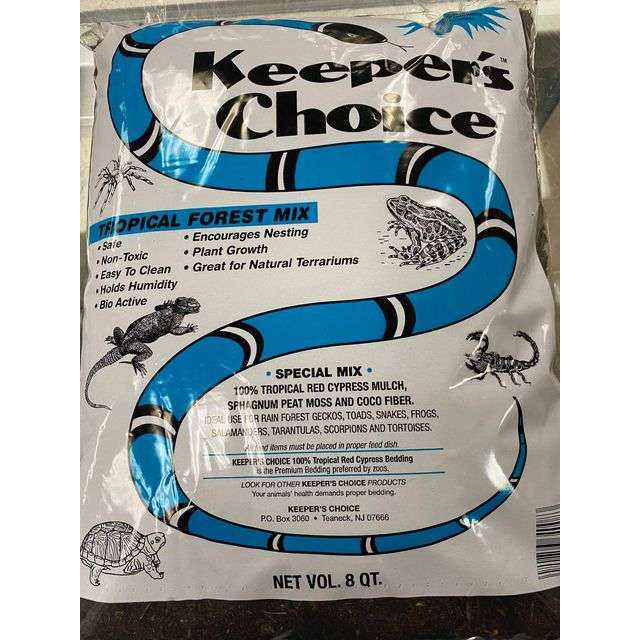 Keeper's™
Choice
TROPICAL FOREST MIX
• Safe
• Non-Toxic
• Easy To Clean
• Holds Humidity
• Bio Active
• Encourages Nesting
• Plant Growth
• Great for Natural Terrariums
• SPECIAL MIX •
100% TROPICAL RED CYPRESS MULCH,
SPHAGNUM PEAT MOSS AND COCO FIBER.
IDEAL USE FOR RAIN FOREST GECKOS, TOADS, SNAKES, FROGS,
SALAMANDERS, TARANTULAS, SCORPIONS AND TORTOISES.
All food items must be placed in proper feed dish.
KEEPER'S CHOICE 100% Tropical Red Cypress Bedding
is the Premium Bedding preferred by zoos.
LOOK FOR OTHER KEEPER'S CHOICE PRODUCTS
Your animals' health demands proper bedding.
KEEPER'S CHOICE
P.O. Box 3060 • Teaneck, NJ 07666
NET VOL. 8 QT.